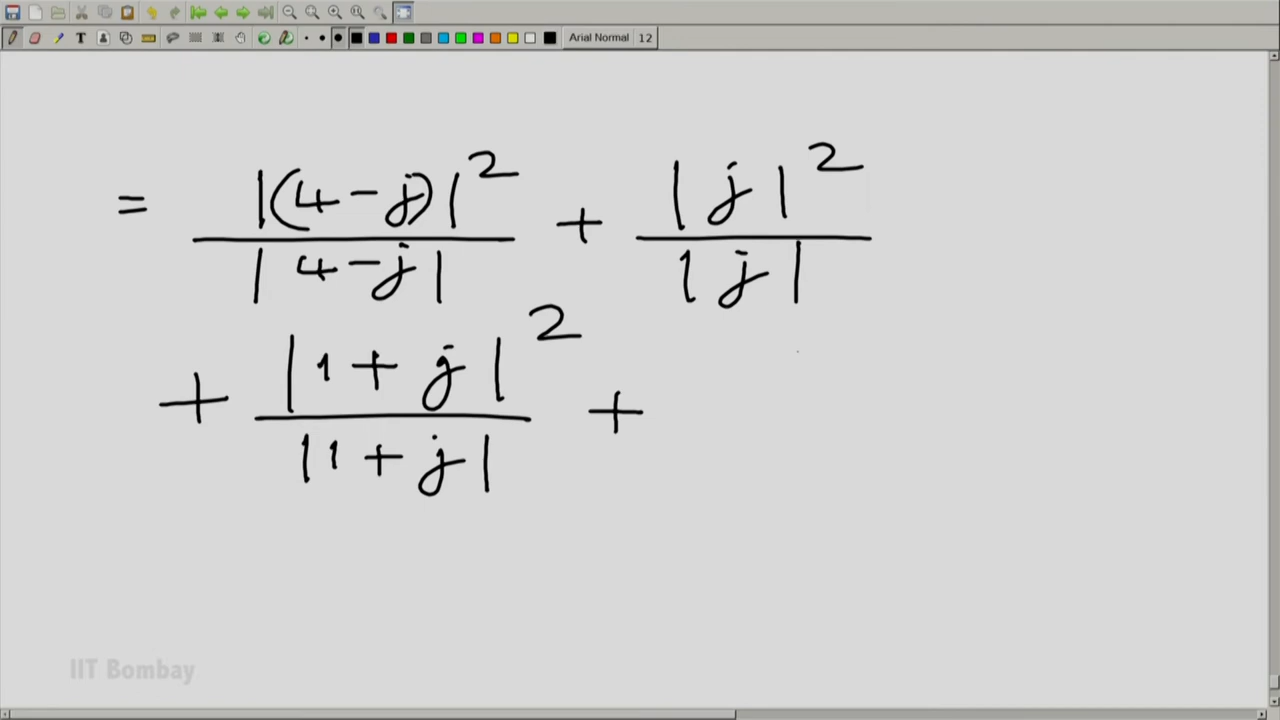 Arial Normal 12
= |(4-j)|² / |4-j| + |j|² / |j|
+ |1+j|² / |1+j| +
IIT Bombay